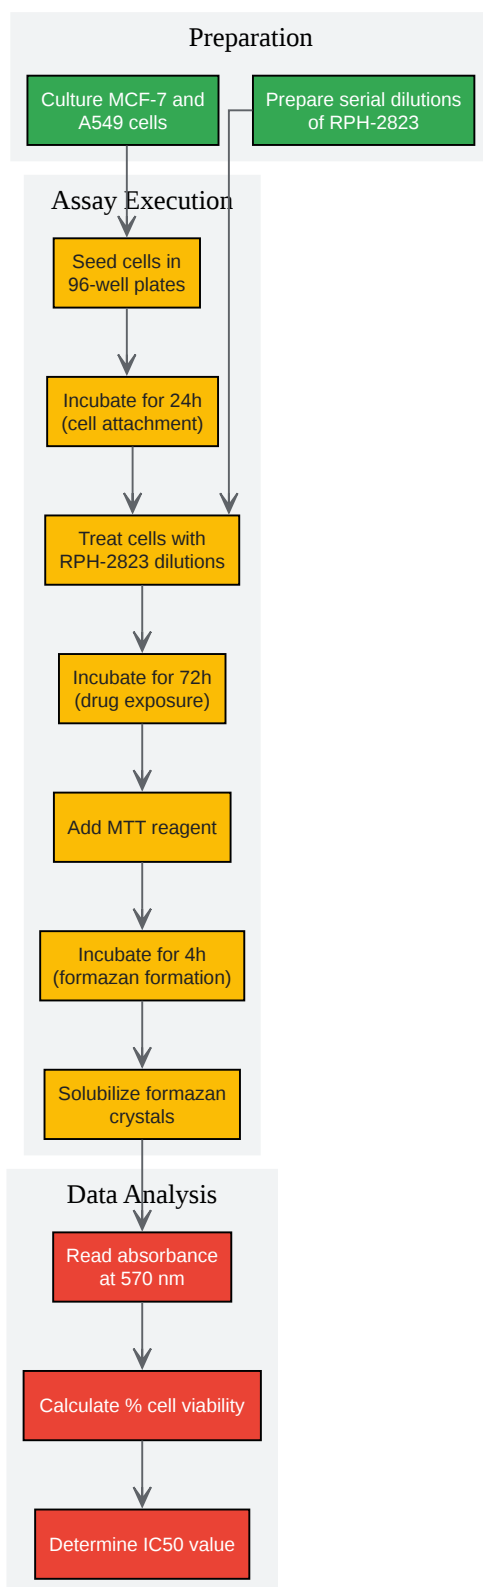 Preparation
Culture MCF-7 and
A549 cells
Prepare serial dilutions
of RPH-2823
Assay Execution
Seed cells in
96-well plates
Incubate for 24h
(cell attachment)
Treat cells with
RPH-2823 dilutions
Incubate for 72h
(drug exposure)
Add MTT reagent
Incubate for 4h
(formazan formation)
Solubilize formazan
crystals
Data Analysis
Read absorbance
at 570 nm
Calculate % cell viability
Determine IC50 value